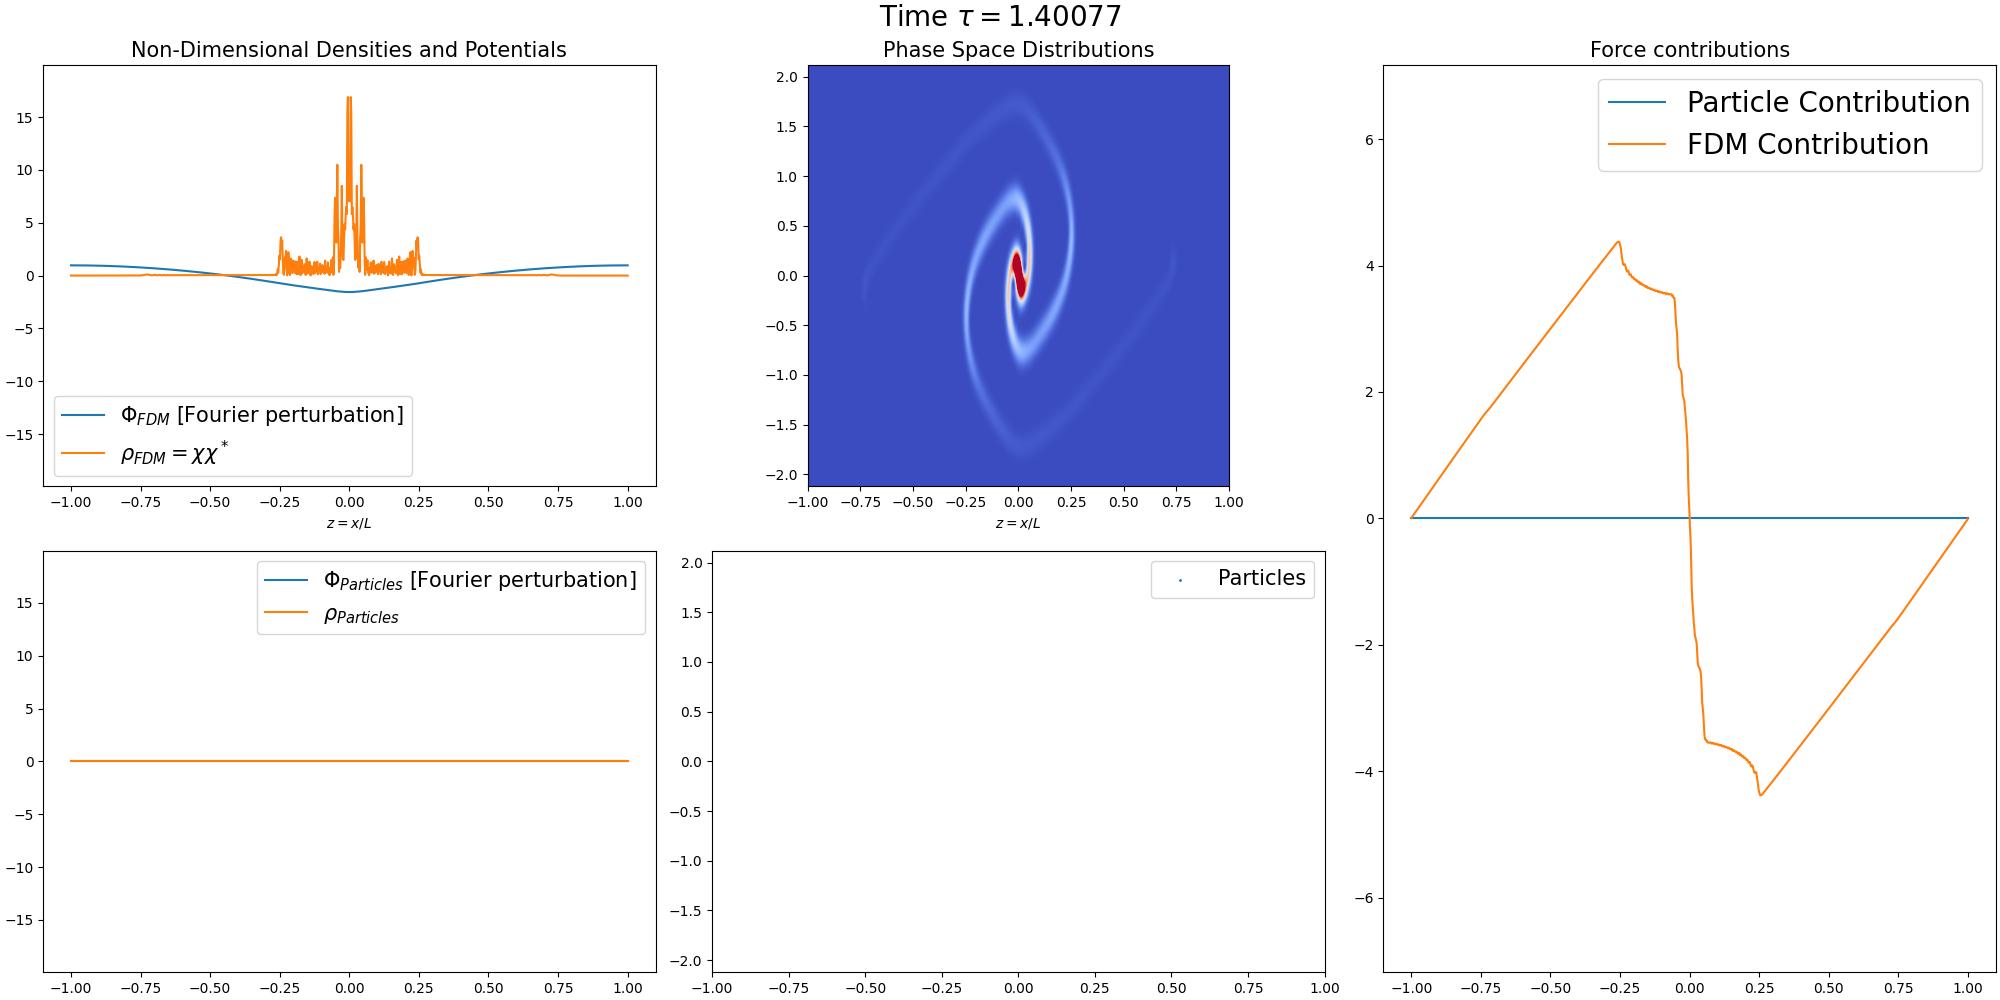 Time τ = 1.40077
Non-Dimensional Densities and Potentials
15
10
5
0
−5
−10
−15
Φ_FDM [Fourier perturbation]
ρ_FDM = χχ*
−1.00 −0.75 −0.50 −0.25 0.00 0.25 0.50 0.75 1.00
z = x/L
Phase Space Distributions
2.0
1.5
1.0
0.5
0.0
−0.5
−1.0
−1.5
−2.0
−1.00 −0.75 −0.50 −0.25 0.00 0.25 0.50 0.75 1.00
z = x/L
Force contributions
Particle Contribution
FDM Contribution
6
4
2
0
−2
−4
−6
−1.00 −0.75 −0.50 −0.25 0.00 0.25 0.50 0.75 1.00
Φ_Particles [Fourier perturbation]
ρ_Particles
15
10
5
0
−5
−10
−15
−1.00 −0.75 −0.50 −0.25 0.00 0.25 0.50 0.75 1.00
Particles
2.0
1.5
1.0
0.5
0.0
−0.5
−1.0
−1.5
−2.0
−1.00 −0.75 −0.50 −0.25 0.00 0.25 0.50 0.75 1.00